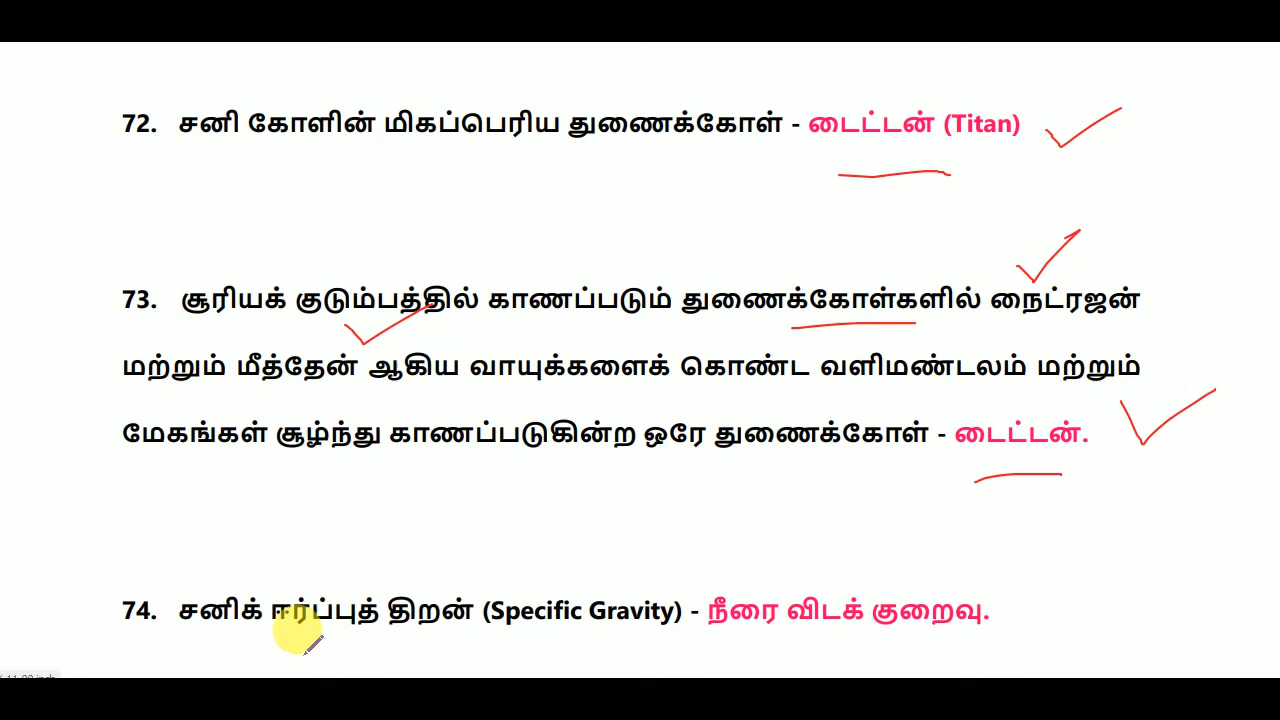 72. சனி கோளின் மிகப்பெரிய துணைக்கோள் - டைட்டன் (Titan)
73. சூரியக் குடும்பத்தில் காணப்படும் துணைக்கோள்களில் நைட்ரஜன்
மற்றும் மீத்தேன் ஆகிய வாயுக்களைக் கொண்ட வளிமண்டலம் மற்றும்
மேகங்கள் சூழ்ந்து காணப்படுகின்ற ஒரே துணைக்கோள் - டைட்டன்.
74. சனிக் ஈர்ப்புத் திறன் (Specific Gravity) - நீரை விடக் குறைவு.